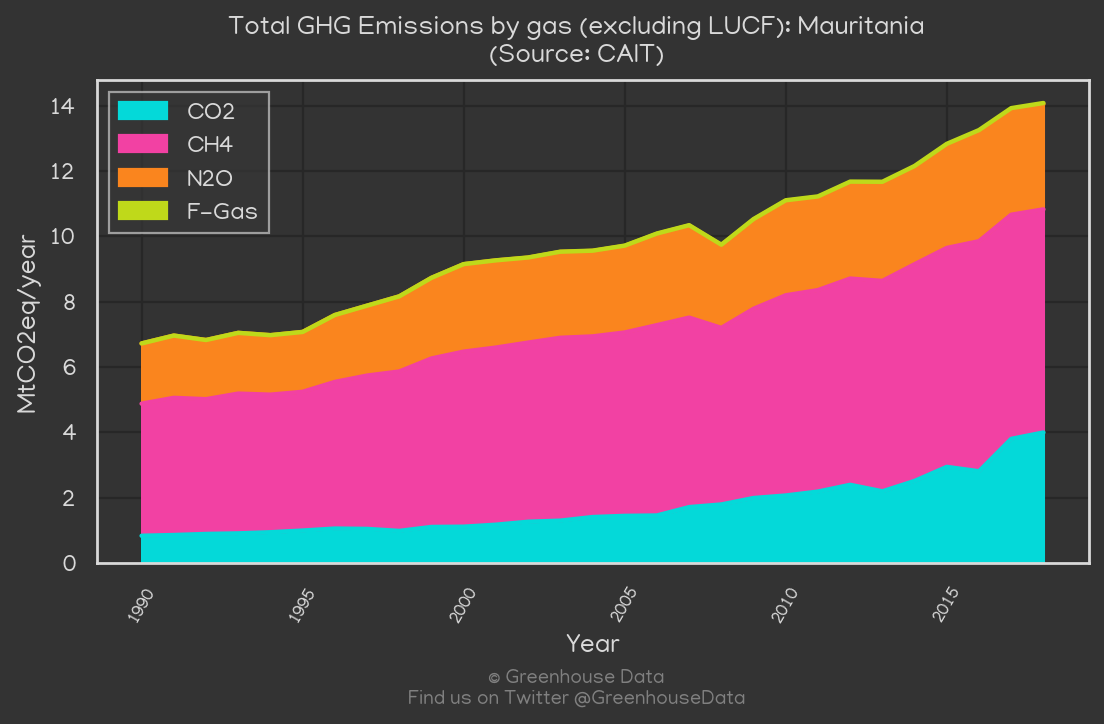 Total GHG Emissions by gas (excluding LUCF): Mauritania
(Source: CAIT)
CO2
CH4
N2O
F-Gas
14
12
10
8
6
4
2
0
MtCO2eq/year
1990
1995
2000
2005
2010
2015
Year
© Greenhouse Data
Find us on Twitter @GreenhouseData